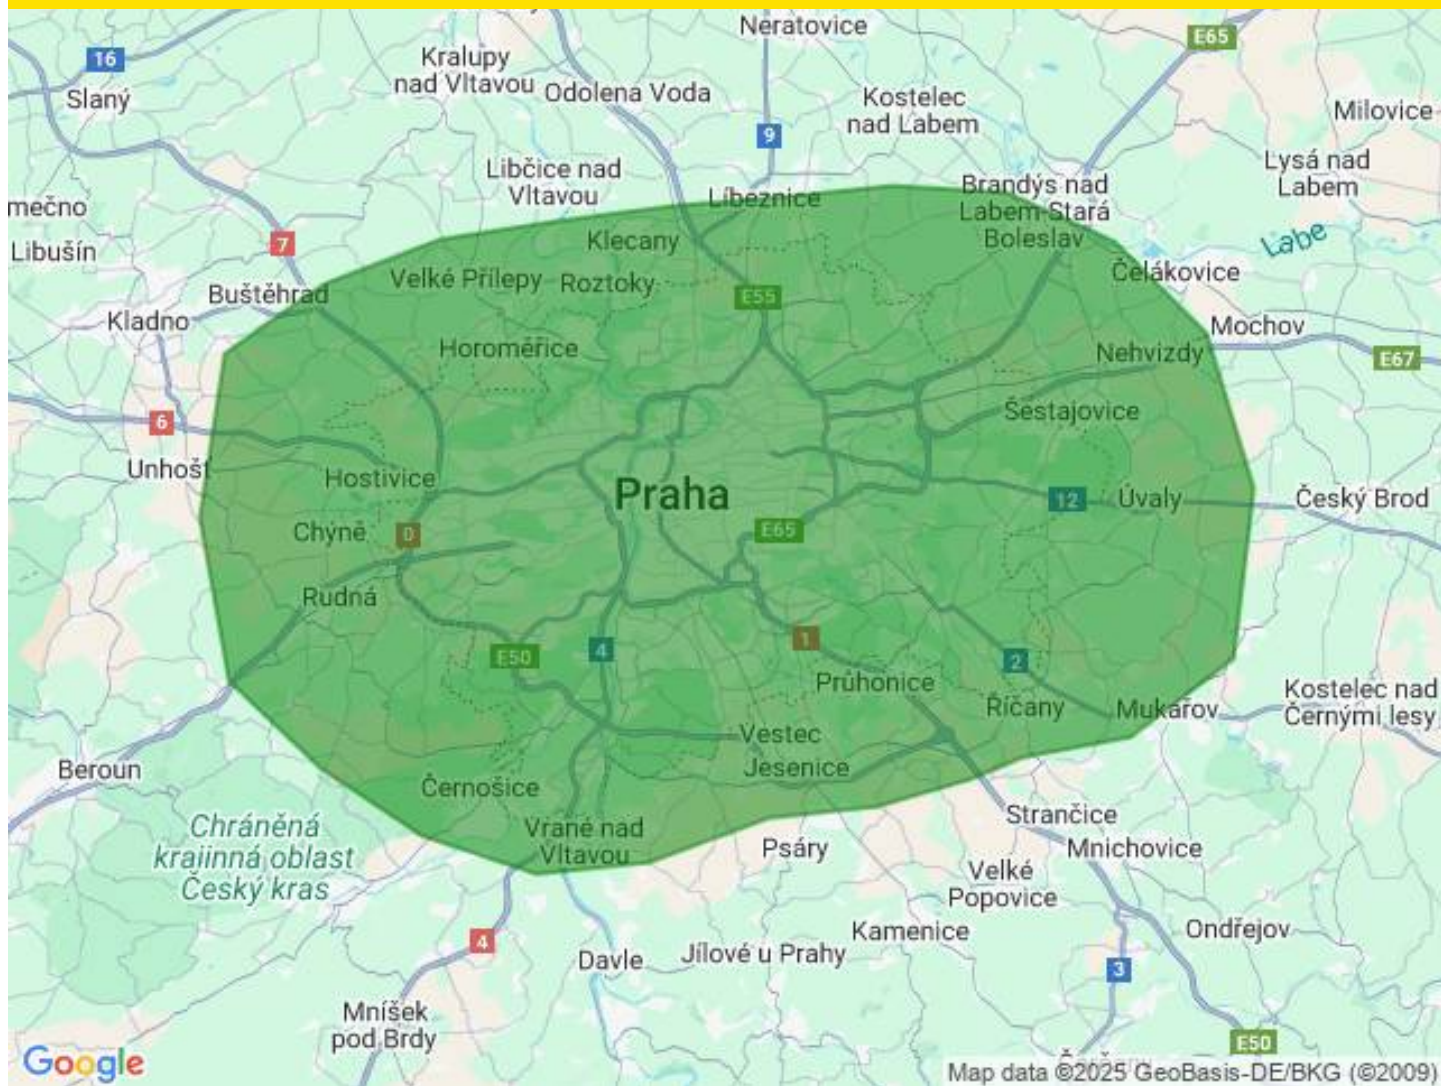 Neratovice
E65
16
Kralupy
nad Vltavou
Slaný
Odolena Voda
Kostelec
nad Labem
Milovice
9
Libčice nad
Vltavou
Lysá nad
Labem
Brandýs nad
Labem-Stará
Boleslav
Líbeznice
Libušín
7
Klecany
Labe
Velké Přílepy
Roztoky
Čelákovice
Buštěhrad
E55
Kladno
Mochov
Horoměřice
Nehvizdy
E67
6
Šestajovice
Unhošť
Hostivice
Praha
12
Úvaly
Český Brod
Chýně
0
E65
Rudná
1
4
E50
2
Průhonice
Říčany
Mukařov
Kostelec nad
Černými lesy
Vestec
Jesenice
Beroun
Černošice
Strančice
Chráněná
krajinná oblast
Český kras
Vrané nad
Vltavou
Psáry
Mnichovice
Velké
Popovice
Kamenice
Ondřejov
4
Davle
Jílové u Prahy
3
Mníšek
pod Brdy
E50
Google
Map data ©2025 GeoBasis-DE/BKG (©2009)